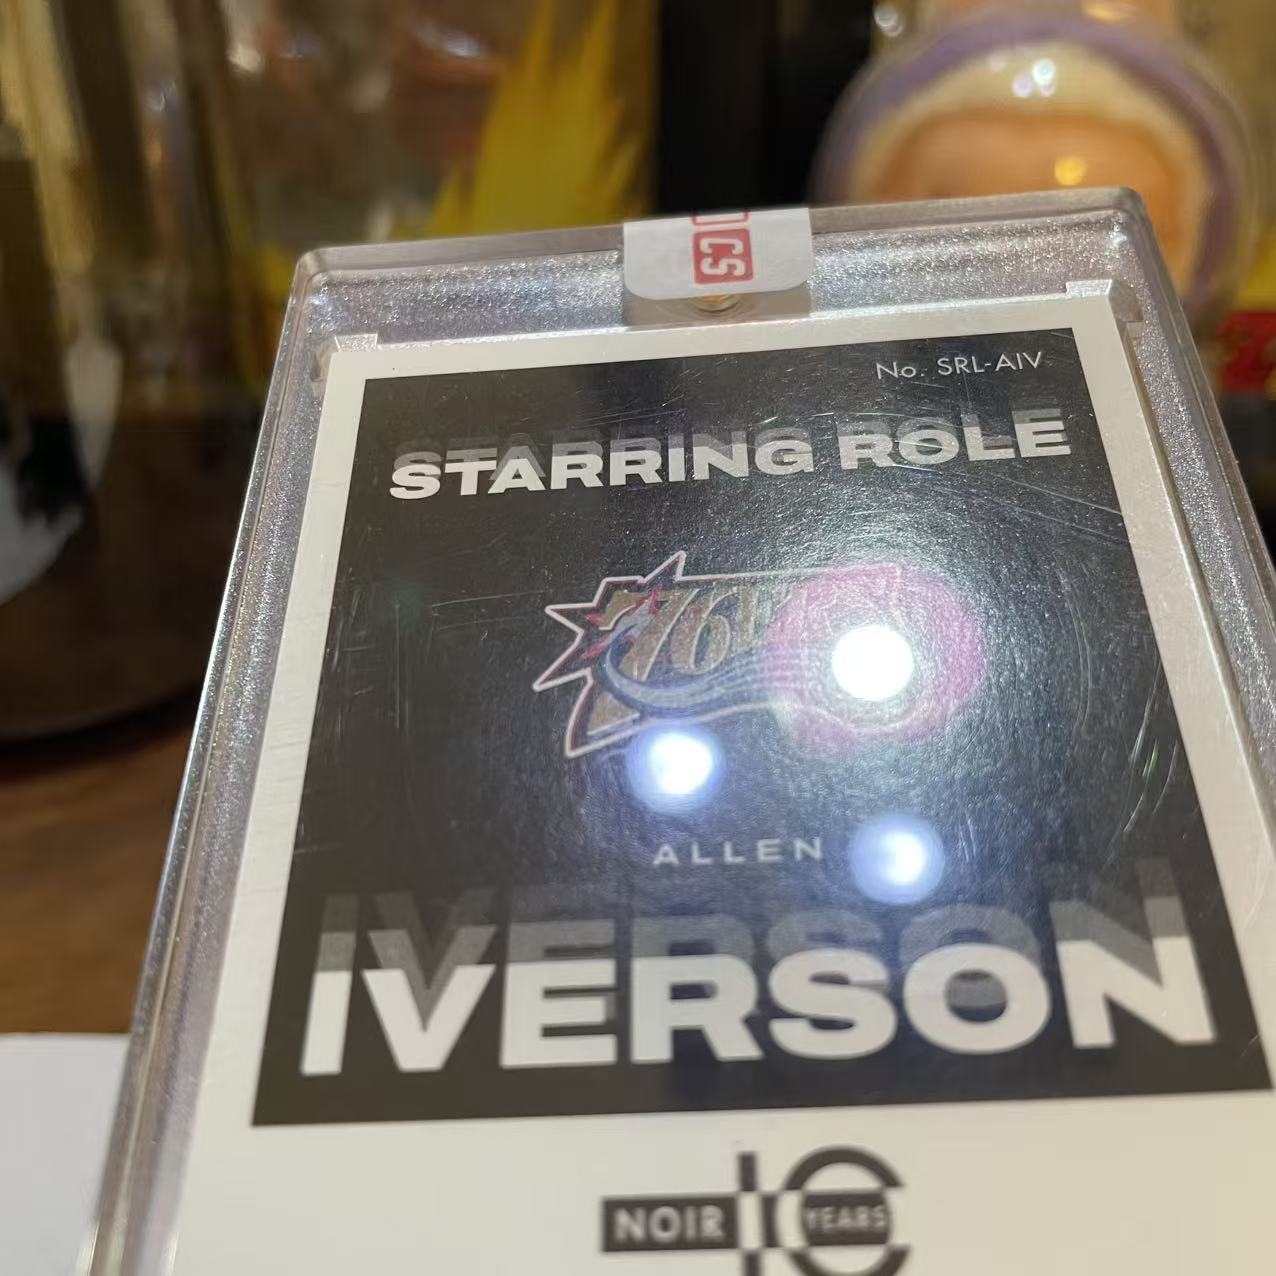 CS
No. SRL-AIV
STARRING ROLE
76
ALLEN
IVERSON
NOIR 10 YEARS